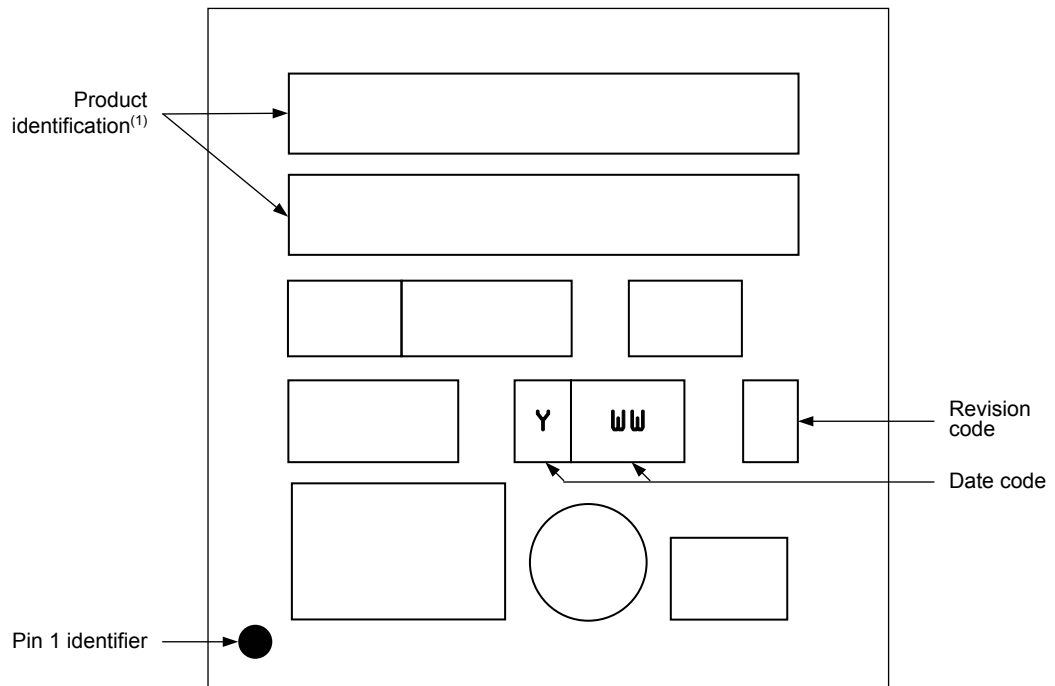 Product
identification(1)
Y WW
Revision
code
Date code
Pin 1 identifier